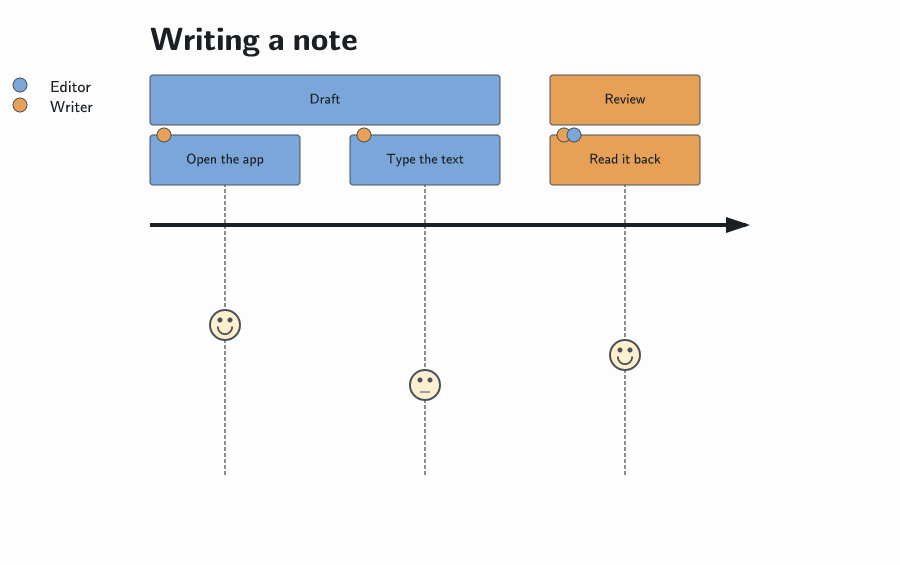 Writing a note
Editor
Writer
Draft
Review
Open the app
Type the text
Read it back